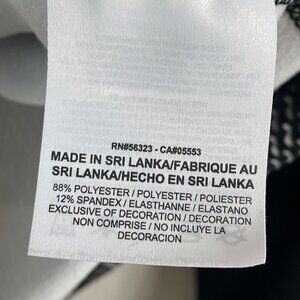 RN#56323 - CA#05553
MADE IN SRI LANKA/FABRIQUE AU
SRI LANKA/HECHO EN SRI LANKA
88% POLYESTER / POLYESTER / POLIESTER
12% SPANDEX / ELASTHANNE / ELASTANO
EXCLUSIVE OF DECORATION / DECORATION
NON COMPRISE / NO INCLUYE LA
DECORACION